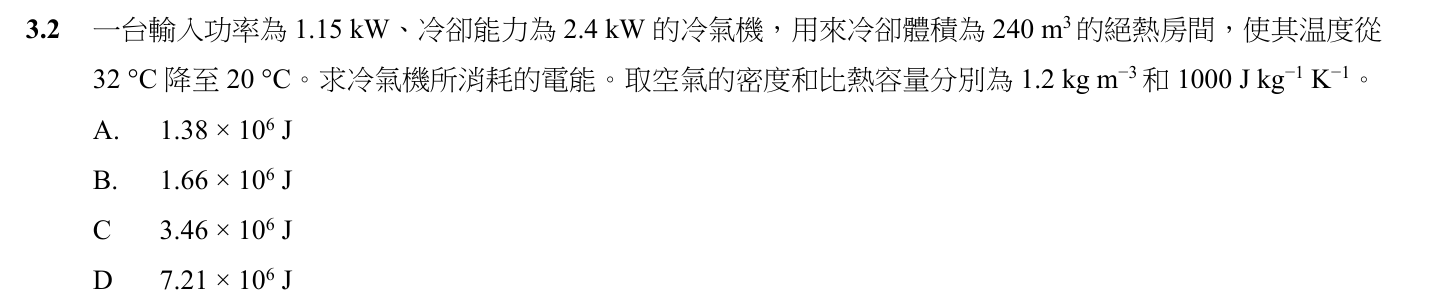 3.2 一台輸入功率為 1.15 kW、冷卻能力為 2.4 kW 的冷氣機，用來冷卻體積為 240 m³ 的絕熱房間，使其温度從
32 °C 降至 20 °C。求冷氣機所消耗的電能。取空氣的密度和比熱容量分別為 1.2 kg m⁻³ 和 1000 J kg⁻¹ K⁻¹。
A. 1.38 × 10⁶ J
B. 1.66 × 10⁶ J
C 3.46 × 10⁶ J
D 7.21 × 10⁶ J